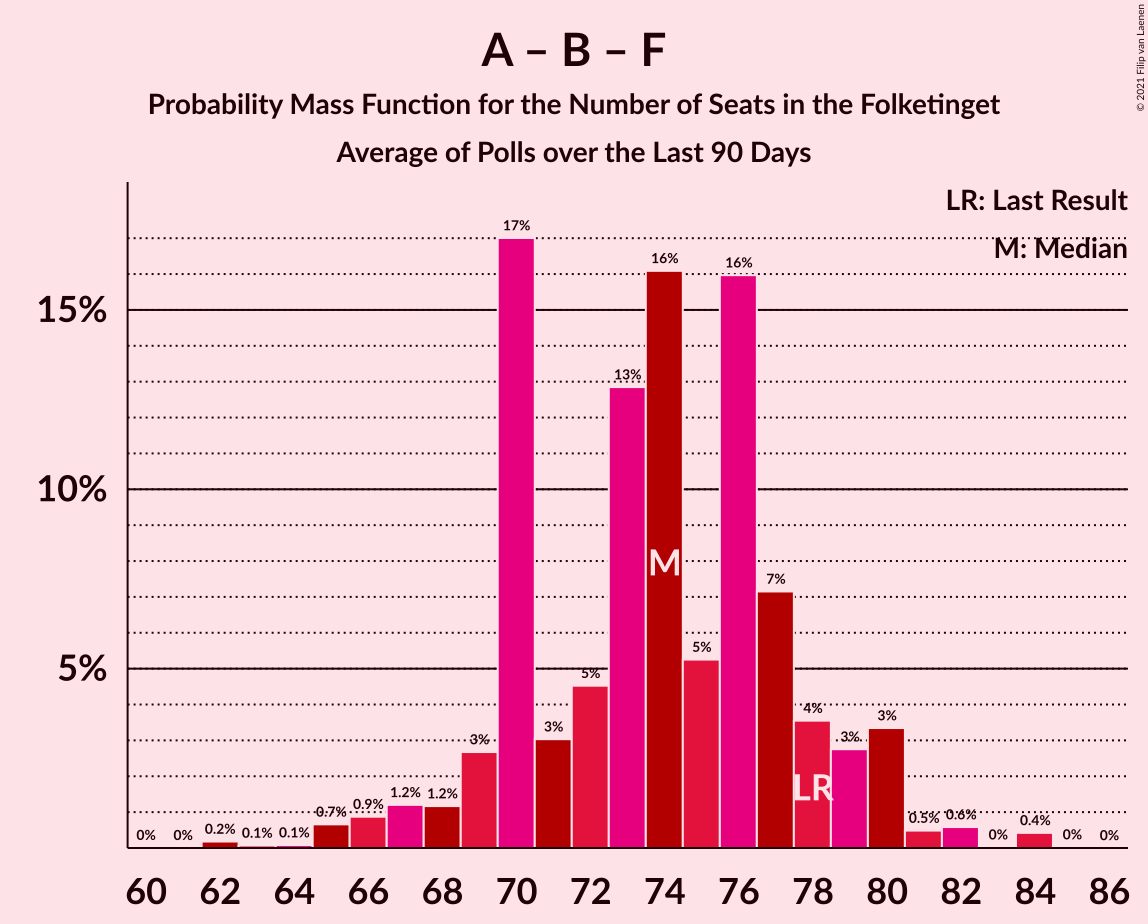 A – B – F
Probability Mass Function for the Number of Seats in the Folketinget
Average of Polls over the Last 90 Days
© 2021 Filip van Laenen
LR: Last Result
M: Median
15%
10%
5%
0% 0% 0.2% 0.1% 0.1% 0.7% 0.9% 1.2% 1.2% 3% 17% 3% 5% 13% 16% 5% 16% 7% 4% 3% 3% 0.5% 0.6% 0% 0.4% 0% 0%
M
LR
60 62 64 66 68 70 72 74 76 78 80 82 84 86